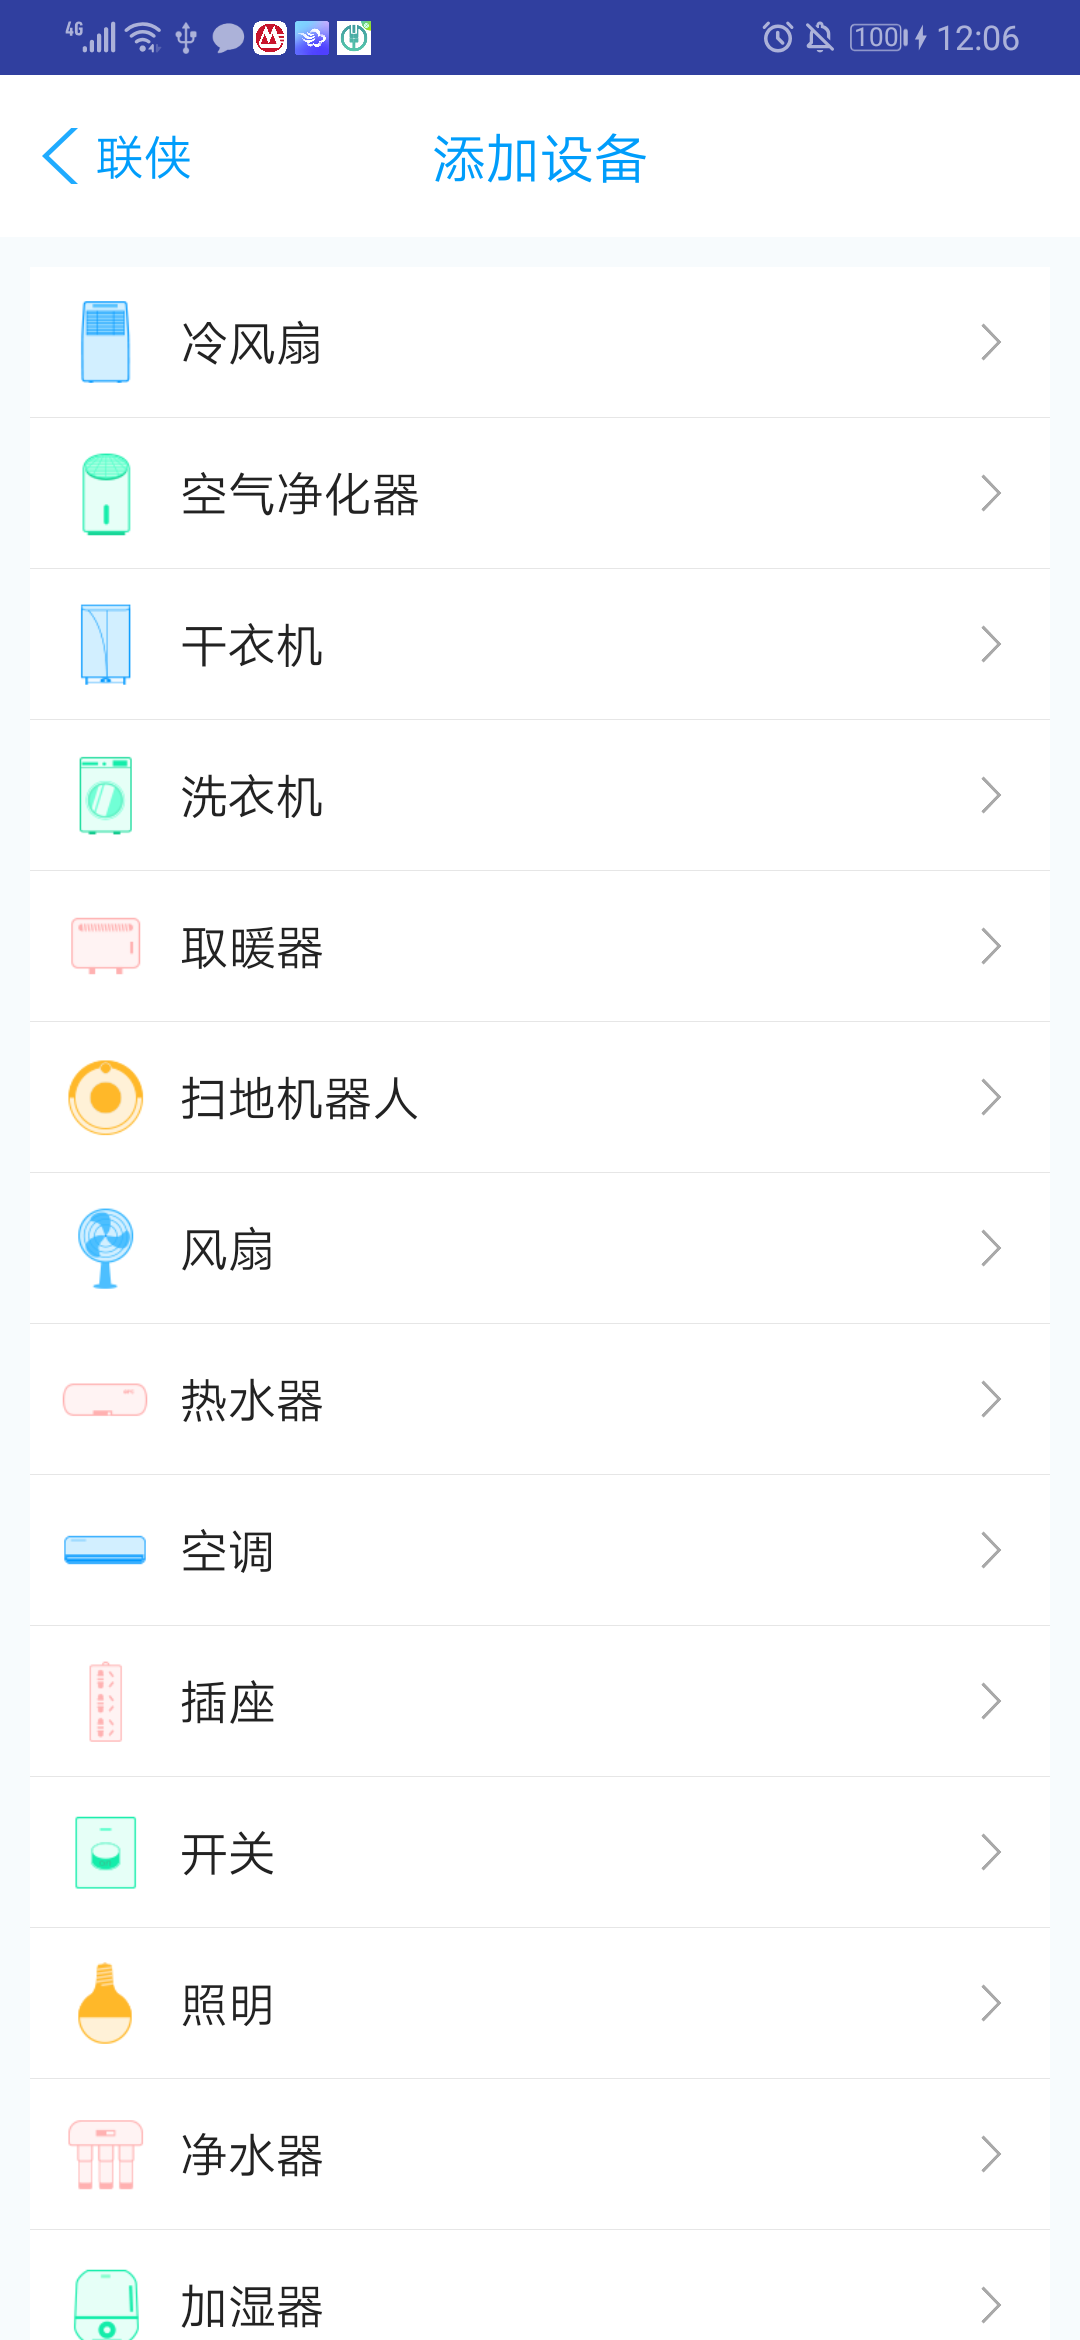 4G 100 12:06
联侠 添加设备
冷风扇
空气净化器
干衣机
洗衣机
取暖器
扫地机器人
风扇
热水器
空调
插座
开关
照明
净水器
加湿器